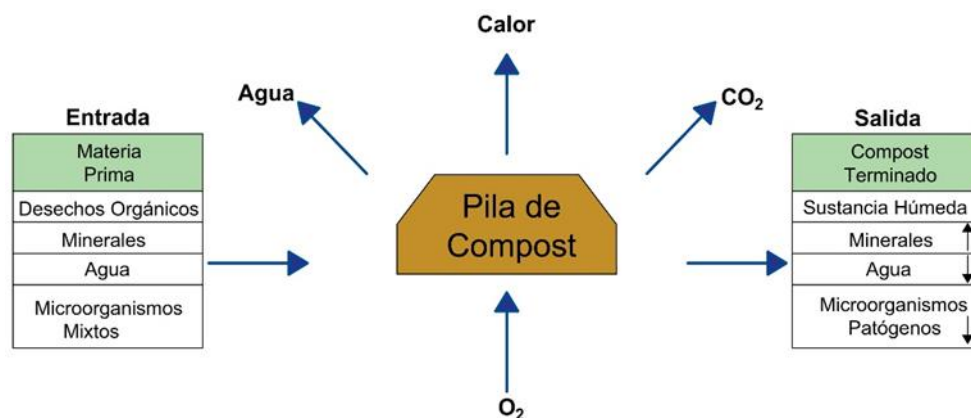 Calor
Agua
CO₂
Entrada
Materia
Prima
Desechos Orgánicos
Minerales
Agua
Microorganismos
Mixtos
Pila de
Compost
O₂
Salida
Compost
Terminado
Sustancia Húmeda
Minerales
Agua
Microorganismos
Patógenos